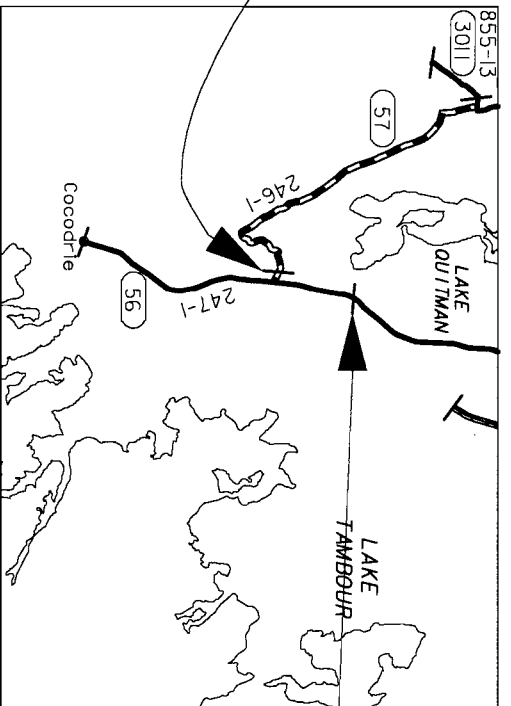 855-13
3011
57
246-1
LAKE
QUITMAN
Cocodrie
247-1
56
LAKE
TAMBOUR